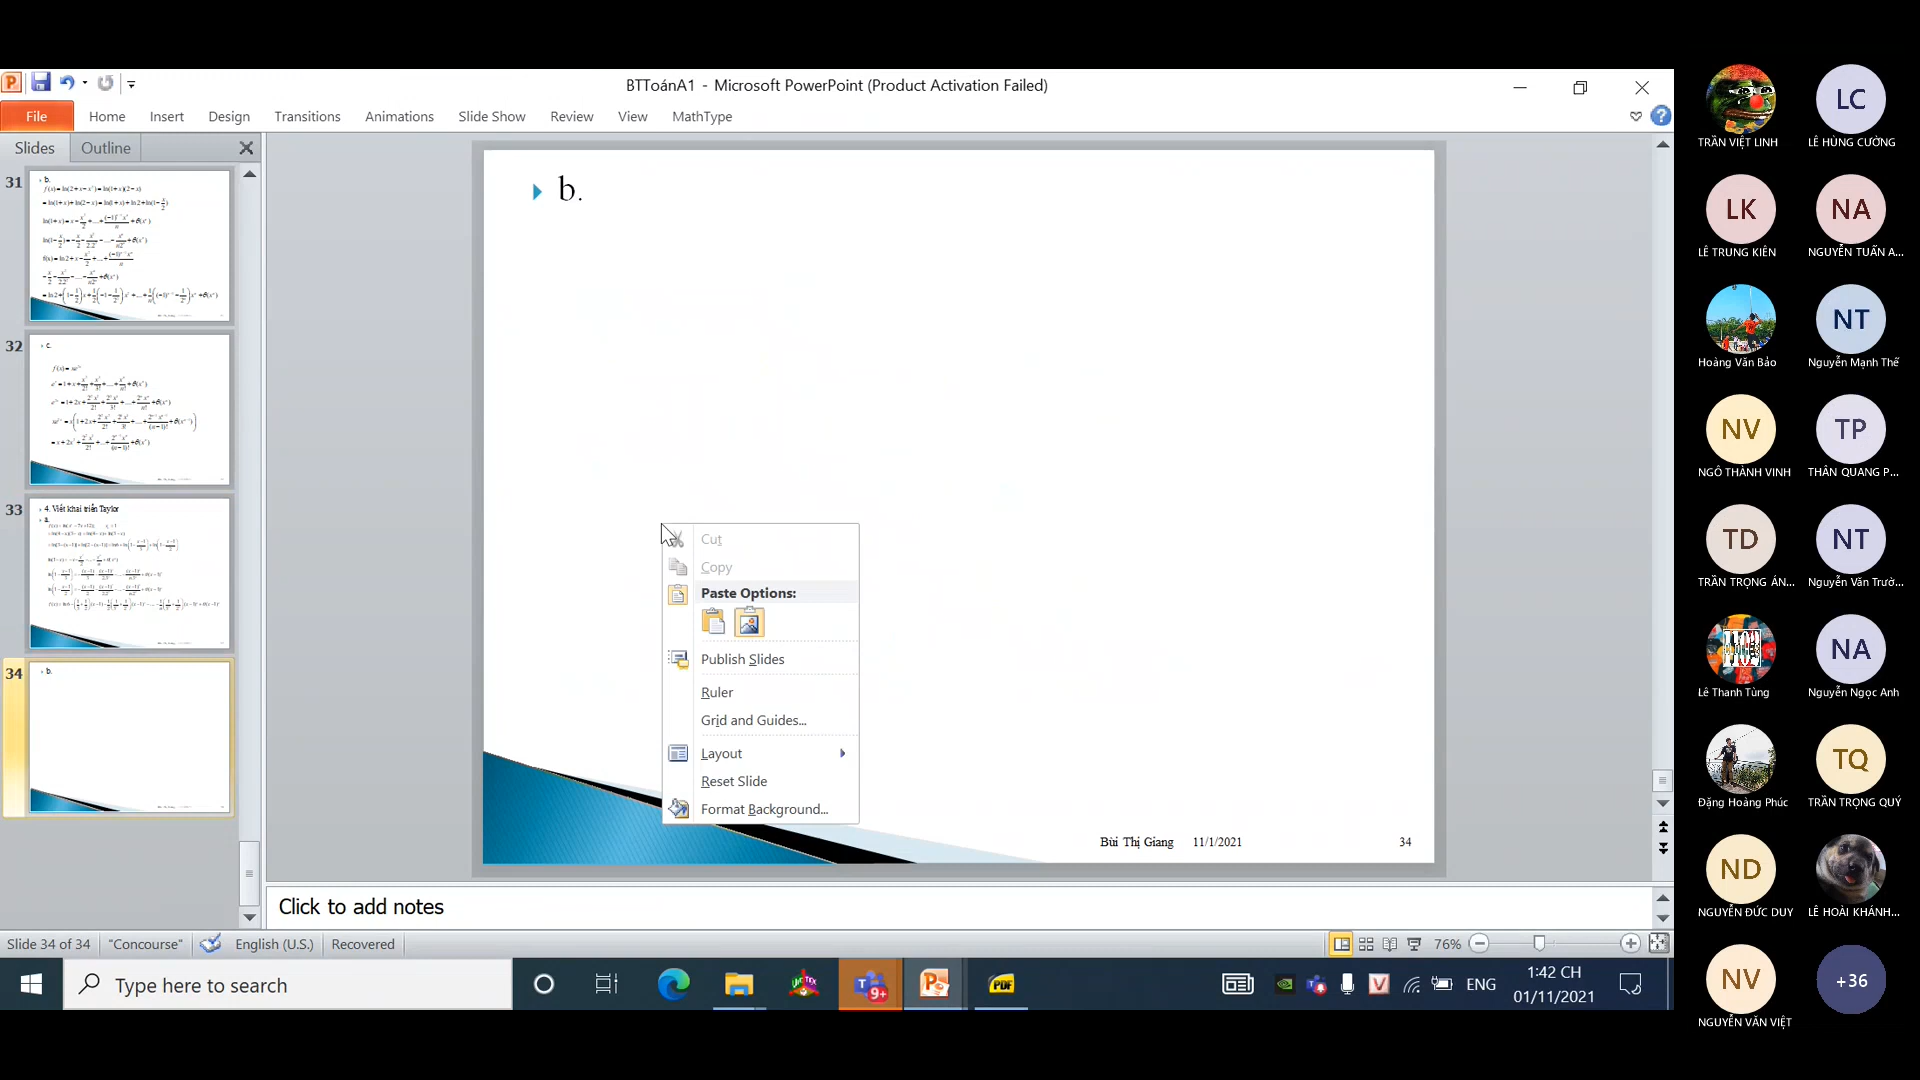 BTToánA1 - Microsoft PowerPoint (Product Activation Failed)
File Home Insert Design Transitions Animations Slide Show Review View MathType
Slides Outline
31
b.
32
c.
33
4. Viết khai triển Taylor
a.
34
b.
b.
Cut
Copy
Paste Options:
Publish Slides
Ruler
Grid and Guides...
Layout
Reset Slide
Format Background...
Bùi Thị Giang 11/1/2021 34
Click to add notes
Slide 34 of 34 "Concourse" English (U.S.) Recovered 76%
Type here to search
9+
PDF
ENG
1:42 CH
01/11/2021
TRẦN VIỆT LINH
LC
LÊ HÙNG CƯỜNG
LK
LÊ TRUNG KIÊN
NA
NGUYỄN TUẤN A...
Hoàng Văn Bảo
NT
Nguyễn Mạnh Thế
NV
NGÔ THÀNH VINH
TP
THÂN QUANG P...
TD
TRẦN TRỌNG ÁN...
NT
Nguyễn Văn Trườ...
Lê Thanh Tùng
NA
Nguyễn Ngọc Anh
Đặng Hoàng Phúc
TQ
TRẦN TRỌNG QUÝ
ND
NGUYỄN ĐỨC DUY
LÊ HOÀI KHÁNH...
NV
NGUYỄN VĂN VIỆT
+36